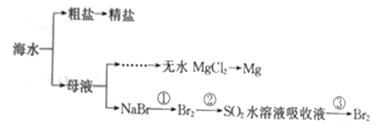 粗盐→精盐
海水
……→无水 MgCl₂→Mg
母液
NaBr ①→ Br₂ ②→ SO₂水溶液吸收液 ③→ Br₂